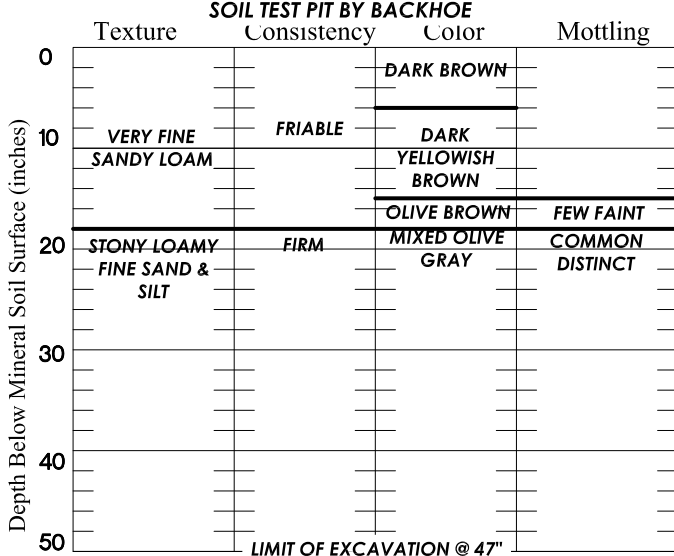 SOIL TEST PIT BY BACKHOE
Texture Consistency Color Mottling
Depth Below Mineral Soil Surface (inches)
0
DARK BROWN
10
VERY FINE
SANDY LOAM
FRIABLE
DARK
YELLOWISH
BROWN
OLIVE BROWN
FEW FAINT
20
STONY LOAMY
FINE SAND &
SILT
FIRM
MIXED OLIVE
GRAY
COMMON
DISTINCT
30
40
50
LIMIT OF EXCAVATION @ 47"